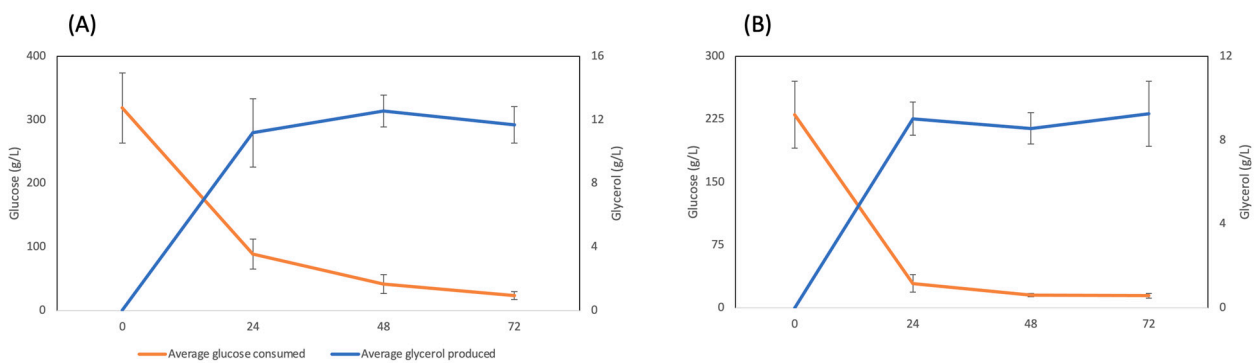 (A)
400
300
200
100
0
Glucose (g/L)
16
12
8
4
0
Glycerol (g/L)
0 24 48 72
Average glucose consumed Average glycerol produced
(B)
300
225
150
75
0
Glucose (g/L)
12
8
4
0
Glycerol (g/L)
0 24 48 72